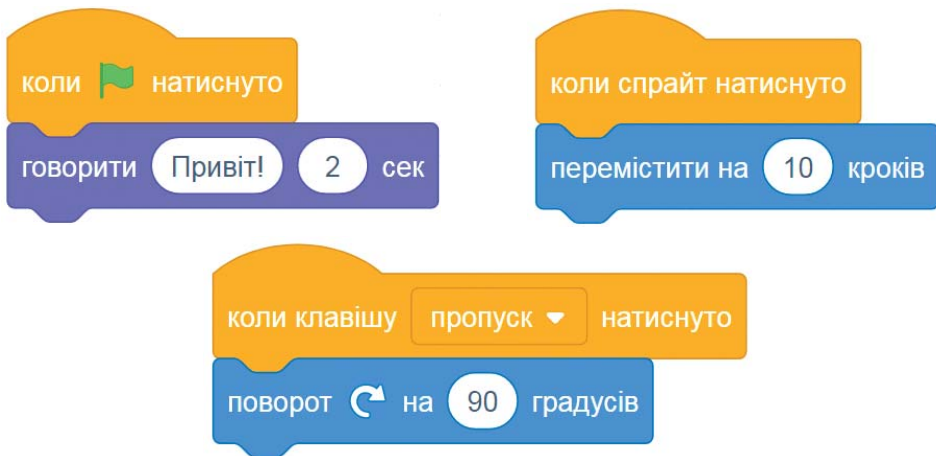 коли натиснуто
говорити Привіт! 2 сек
коли спрайт натиснуто
перемістити на 10 кроків
коли клавішу пропуск натиснуто
поворот на 90 градусів